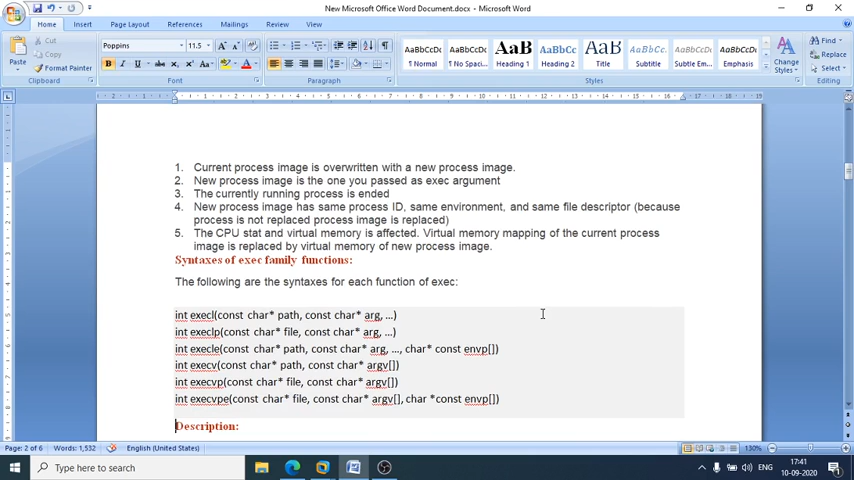 New Microsoft Office Word Document.docx - Microsoft Word
Home Insert Page Layout References Mailings Review View
Paste
Cut
Copy
Format Painter
Clipboard
Poppins 11.5
Font
Paragraph
AaBbCcDc AaBbCcDc AaBb AaBbCc AaB AaBbCcD AaBbCcD AaBbCcD
¶ Normal ¶ No Spaci... Heading 1 Heading 2 Title Subtitle Subtle Em... Emphasis
Change
Styles
Styles
Find
Replace
Select
Editing
1. Current process image is overwritten with a new process image.
2. New process image is the one you passed as exec argument
3. The currently running process is ended
4. New process image has same process ID, same environment, and same file descriptor (because
process is not replaced process image is replaced)
5. The CPU stat and virtual memory is affected. Virtual memory mapping of the current process
image is replaced by virtual memory of new process image.
Syntaxes of exec family functions:
The following are the syntaxes for each function of exec:
int execl(const char* path, const char* arg, ...)
int execlp(const char* file, const char* arg, ...)
int execle(const char* path, const char* arg, ..., char* const envp[])
int execv(const char* path, const char* argv[])
int execvp(const char* file, const char* argv[])
int execvpe(const char* file, const char* argv[], char *const envp[])
Description:
Page: 2 of 6 Words: 1,532 English (United States) 130%
Type here to search
ENG
17:41
10-09-2020